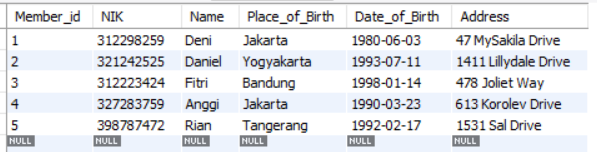 Member_id NIK Name Place_of_Birth Date_of_Birth Address
1 312298259 Deni Jakarta 1980-06-03 47 MySakila Drive
2 321242525 Daniel Yogyakarta 1993-07-11 1411 Lillydale Drive
3 312223424 Fitri Bandung 1998-01-14 478 Joliet Way
4 327283759 Anggi Jakarta 1990-03-23 613 Korolev Drive
5 398787472 Rian Tangerang 1992-02-17 1531 Sal Drive
NULL NULL NULL NULL NULL NULL